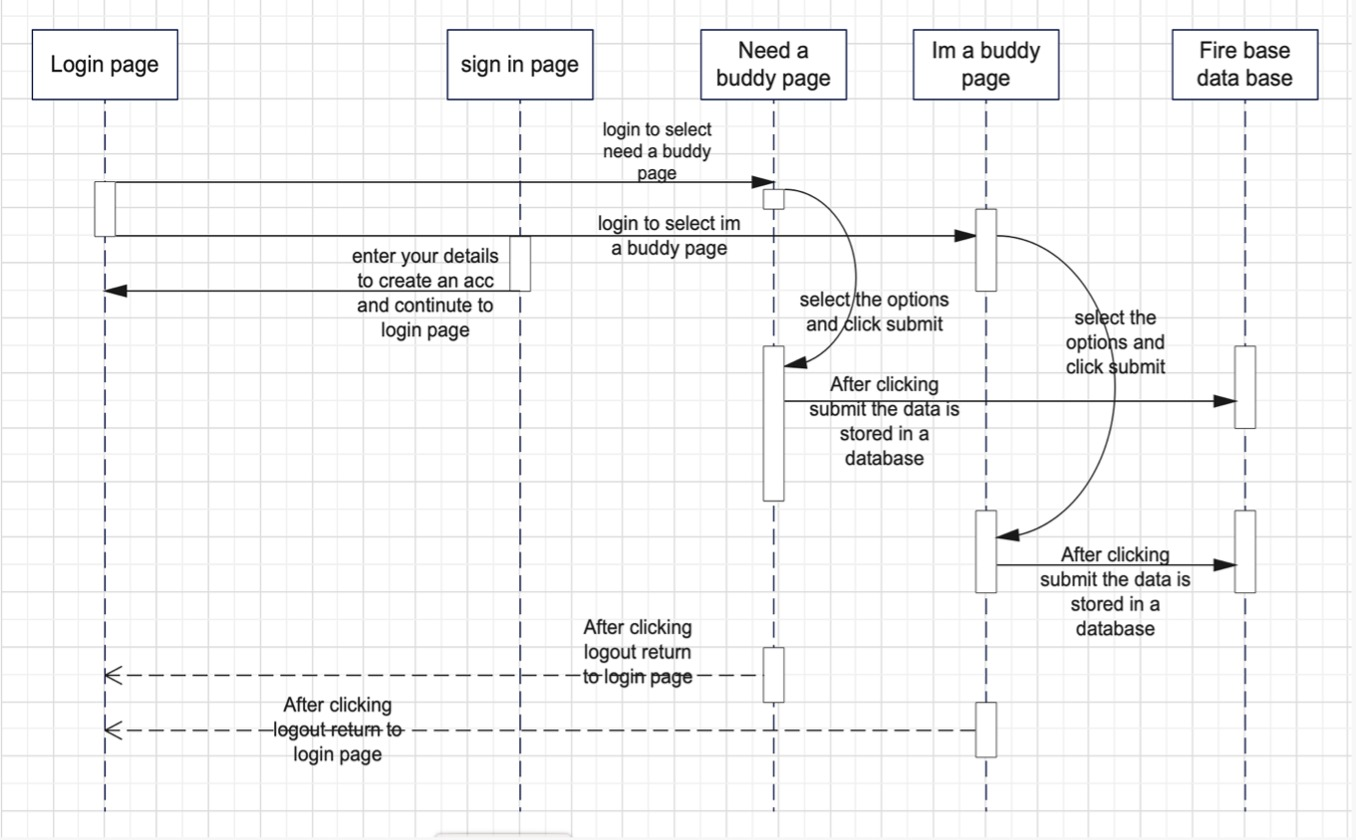 Login page
sign in page
Need a
buddy page
Im a buddy
page
Fire base
data base
login to select
need a buddy
page
login to select im
a buddy page
enter your details
to create an acc
and continute to
login page
select the options
and click submit
select the
options and
click submit
After clicking
submit the data is
stored in a
database
After clicking
submit the data is
stored in a
database
After clicking
logout return
to login page
After clicking
logout return to
login page